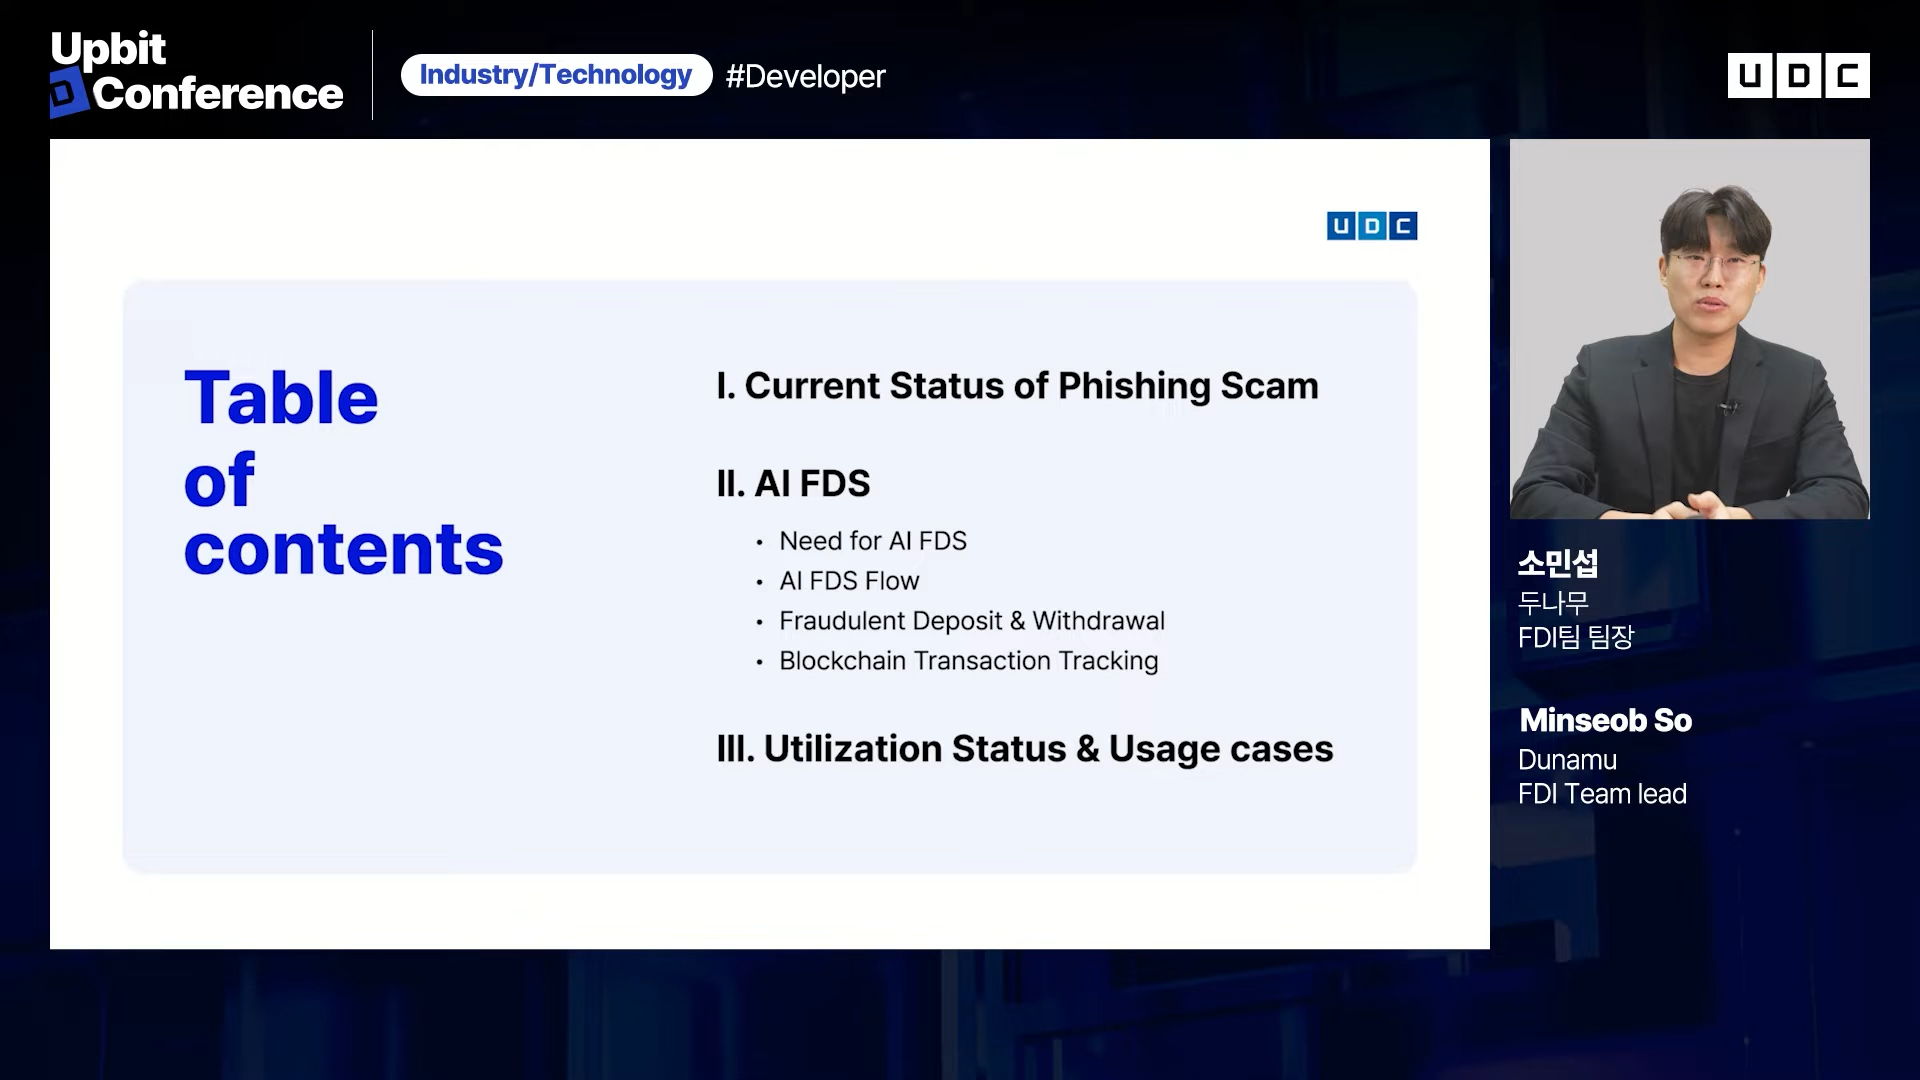 Upbit
D Conference
Industry/Technology
#Developer
UDC
UDC
Table
of
contents
I. Current Status of Phishing Scam
II. AI FDS
• Need for AI FDS
• AI FDS Flow
• Fraudulent Deposit & Withdrawal
• Blockchain Transaction Tracking
III. Utilization Status & Usage cases
소민섭
두나무
FDI팀 팀장
Minseob So
Dunamu
FDI Team lead